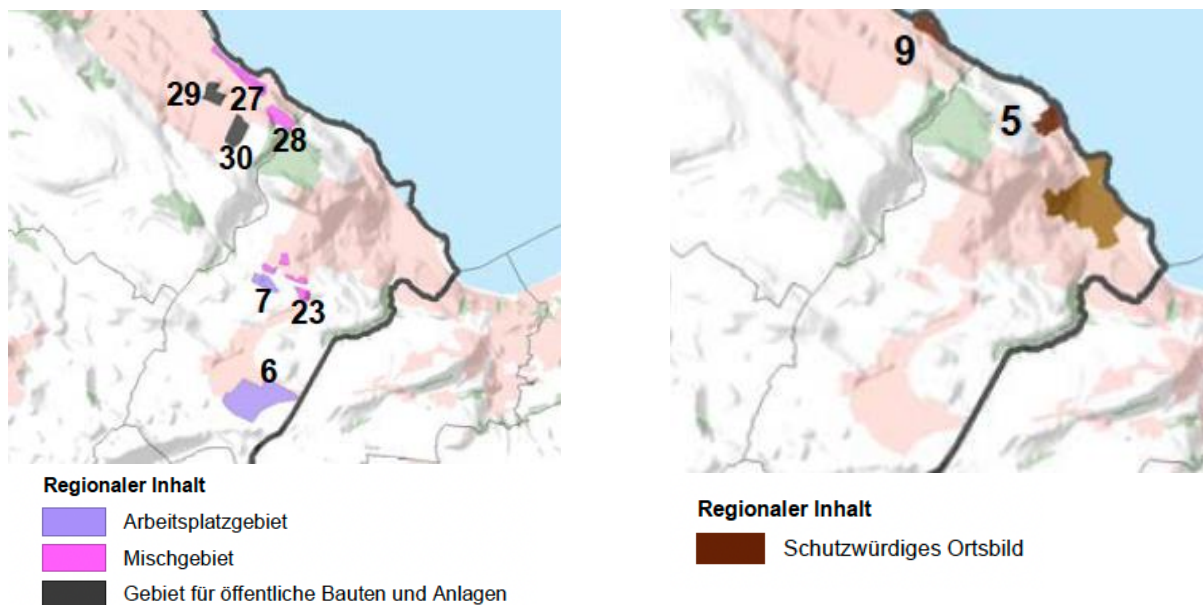 29
27
30
28
7
23
6
Regionaler Inhalt
Arbeitsplatzgebiet
Mischgebiet
Gebiet für öffentliche Bauten und Anlagen
9
5
Regionaler Inhalt
Schutzwürdiges Ortsbild